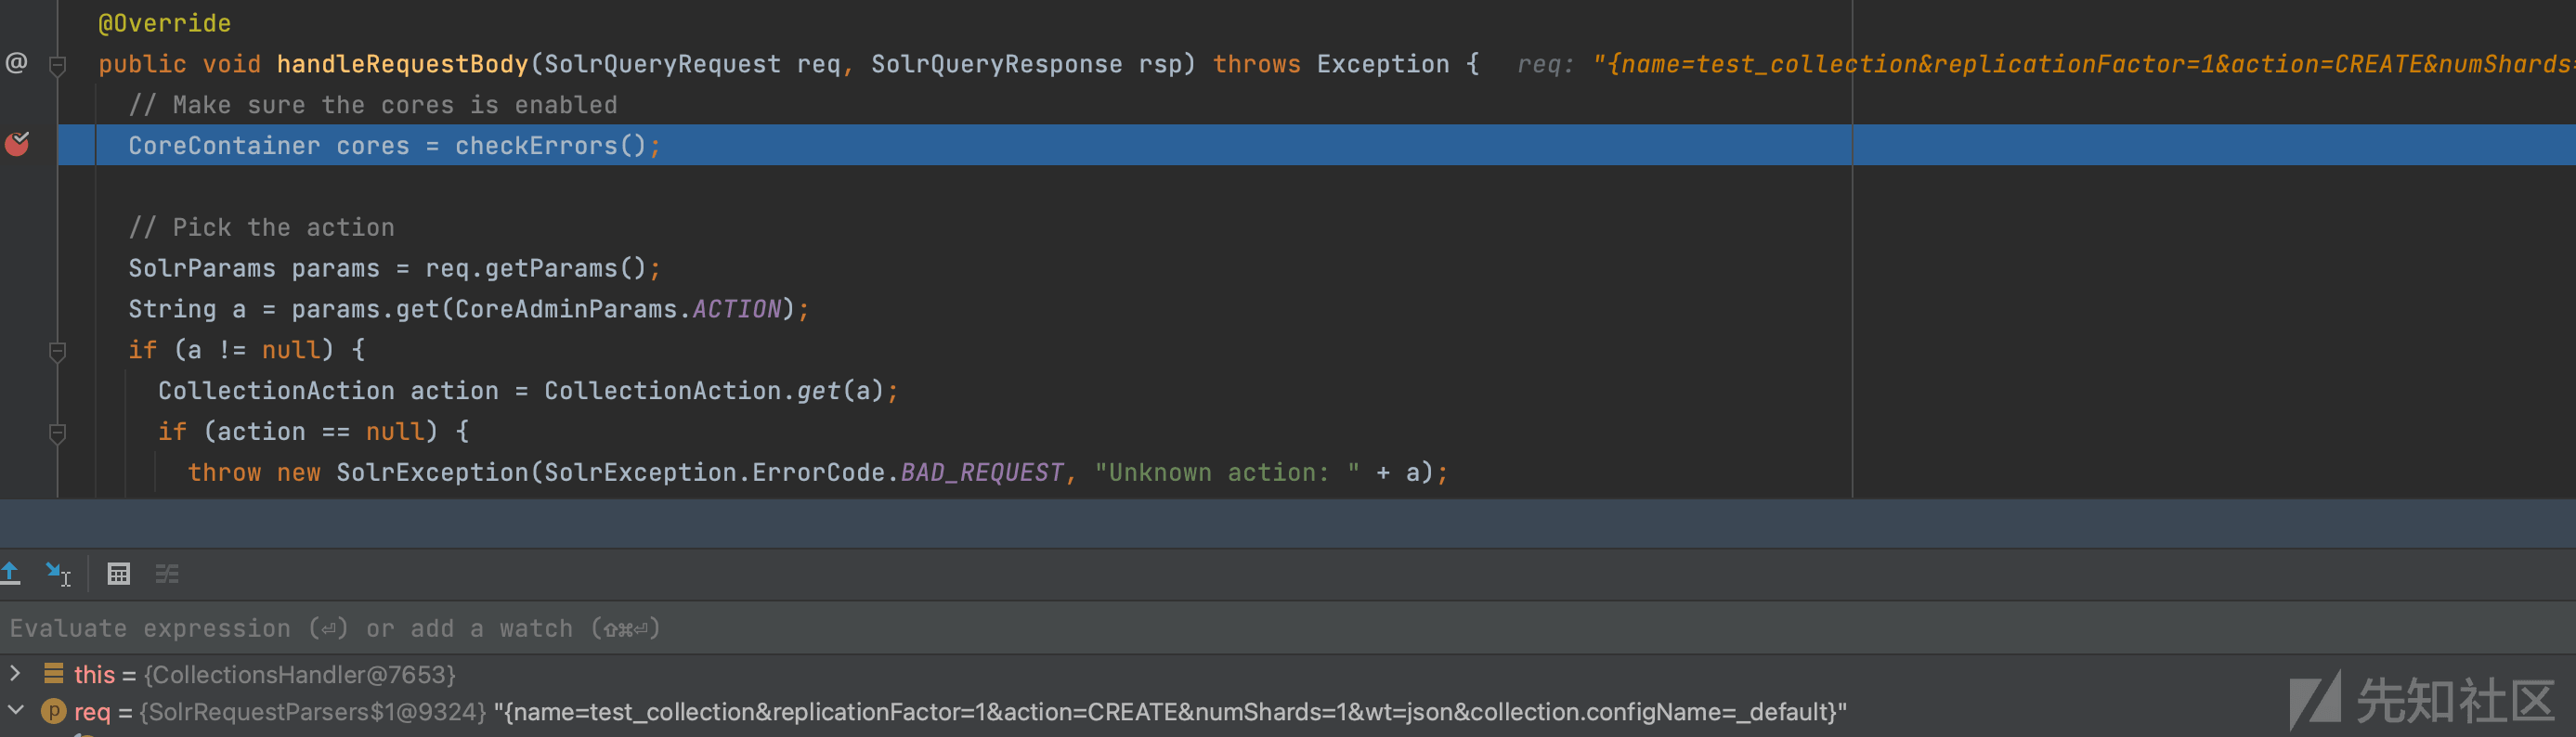 @Override
@ public void handleRequestBody(SolrQueryRequest req, SolrQueryResponse rsp) throws Exception { req: "{name=test_collection&replicationFactor=1&action=CREATE&numShards=
// Make sure the cores is enabled
CoreContainer cores = checkErrors();
// Pick the action
SolrParams params = req.getParams();
String a = params.get(CoreAdminParams.ACTION);
if (a != null) {
CollectionAction action = CollectionAction.get(a);
if (action == null) {
throw new SolrException(SolrException.ErrorCode.BAD_REQUEST, "Unknown action: " + a);
Evaluate expression (⏎) or add a watch (⇧⌘⏎)
this = {CollectionsHandler@7653}
p req = {SolrRequestParsers$1@9324} "{name=test_collection&replicationFactor=1&action=CREATE&numShards=1&wt=json&collection.configName=_default}"
先知社区